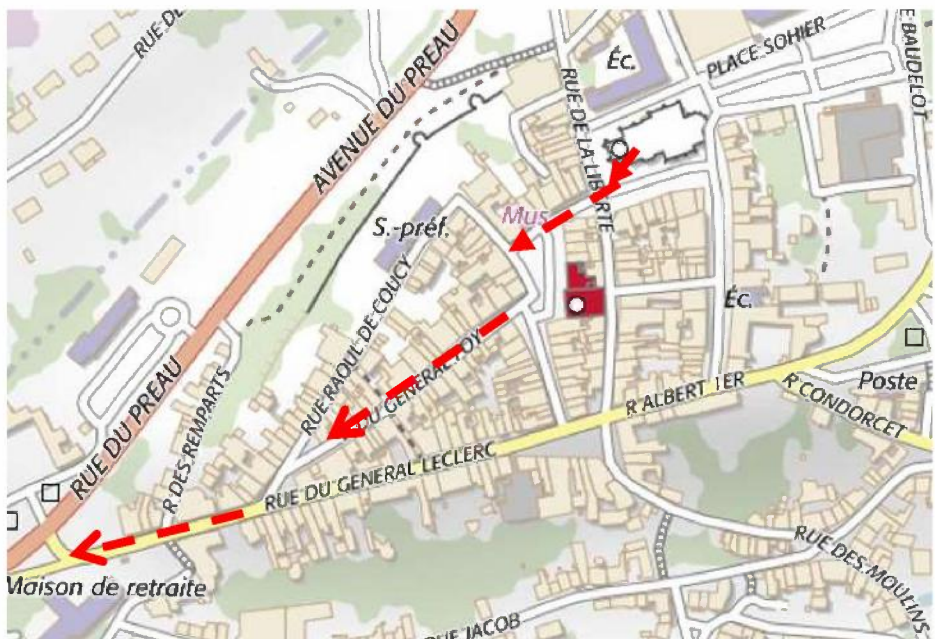 RUE DE
AVENUE DU PREAU
Éc.
PLACE SOHIER
E BAUDELOT
RUE DE LA LIBERTE
Mus
S.-préf.
RUE RAOUL DE COUCY
Éc.
DU GENERAL FOY
RUE DU PREAU
R DES REMPARTS
R ALBERT 1ER
Poste
R CONDORCET
RUE DU GENERAL LECLERC
RUE DES MOULINS
Maison de retraite
JACOB